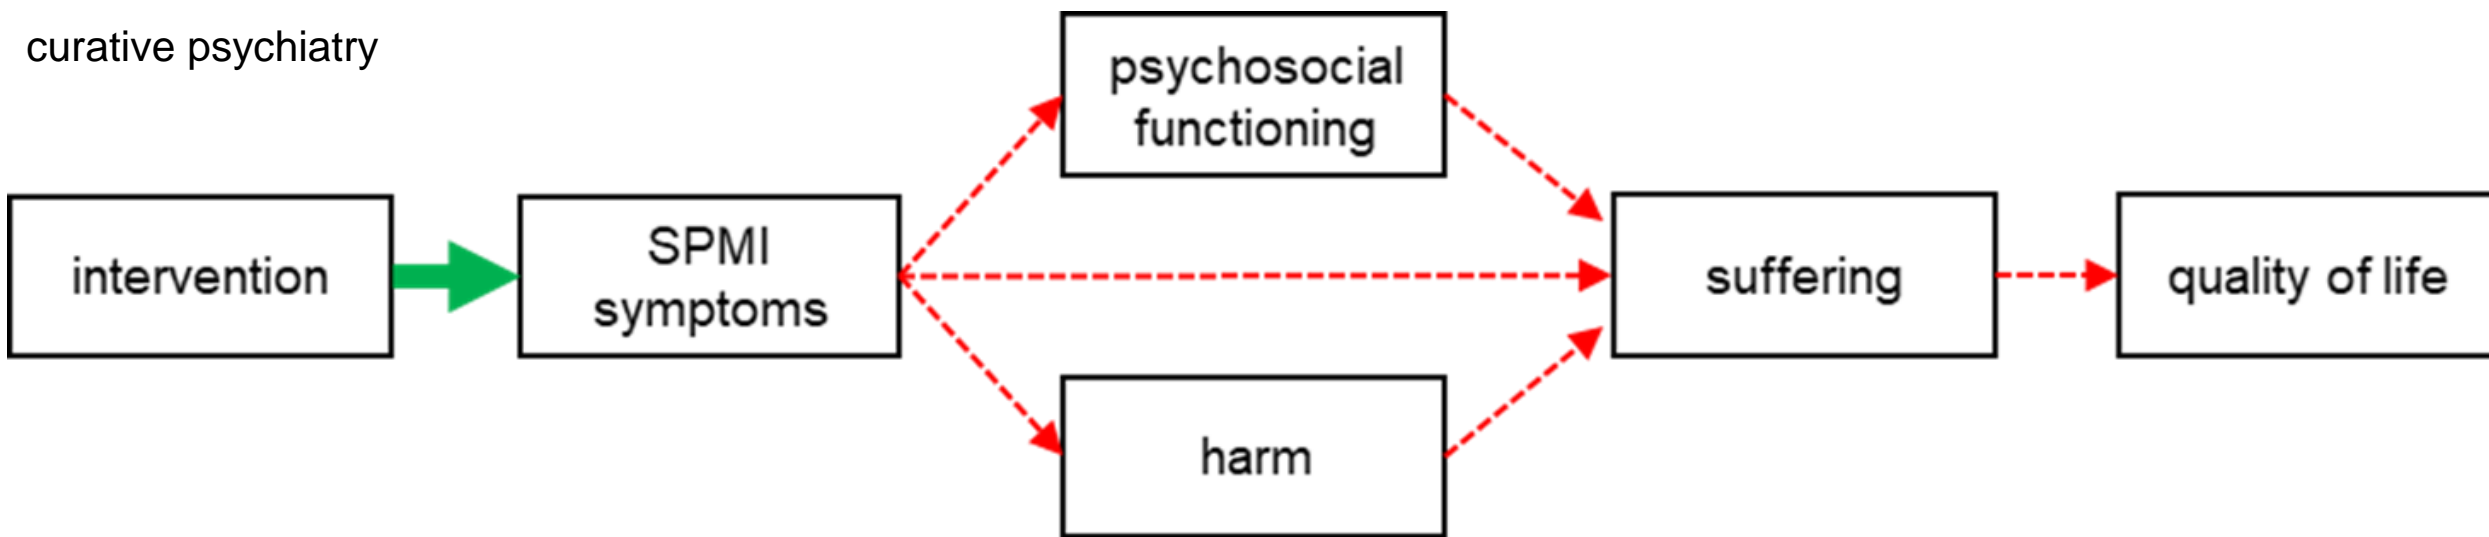 curative psychiatry
intervention
SPMI
symptoms
psychosocial
functioning
harm
suffering
quality of life